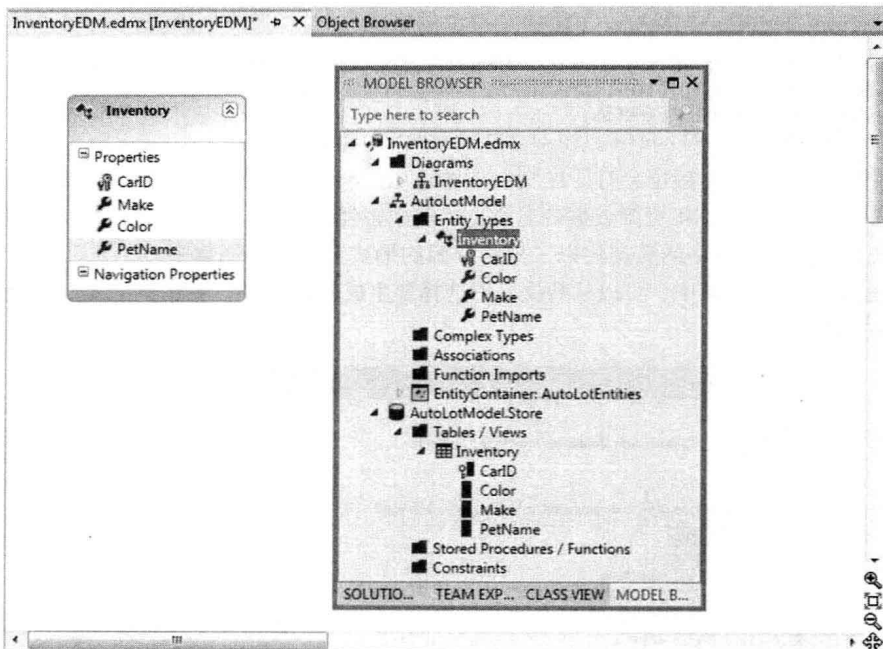 InventoryEDM.edmx [InventoryEDM]* Object Browser
Inventory
Properties
CarID
Make
Color
PetName
Navigation Properties
MODEL BROWSER
Type here to search
InventoryEDM.edmx
Diagrams
InventoryEDM
AutoLotModel
Entity Types
Inventory
CarID
Color
Make
PetName
Complex Types
Associations
Function Imports
EntityContainer: AutoLotEntities
AutoLotModel.Store
Tables / Views
Inventory
CarID
Color
Make
PetName
Stored Procedures / Functions
Constraints
SOLUTIO... TEAM EXP... CLASS VIEW MODEL B...